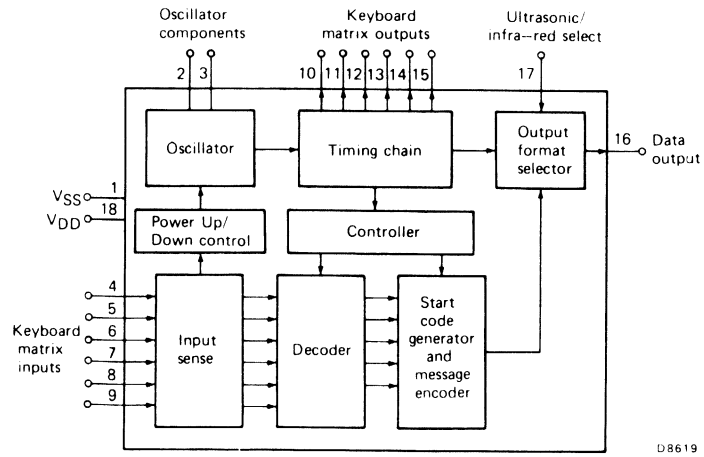 Oscillator
components
Keyboard
matrix outputs
Ultrasonic/
infra-red select
2
3
10
11
12
13
14
15
17
Oscillator
Timing chain
Output
format
selector
16
Data
output
1
VSS
18
VDD
Power Up/
Down control
Controller
4
5
6
7
8
9
Keyboard
matrix
inputs
Input
sense
Decoder
Start
code
generator
and
message
encoder
D8619